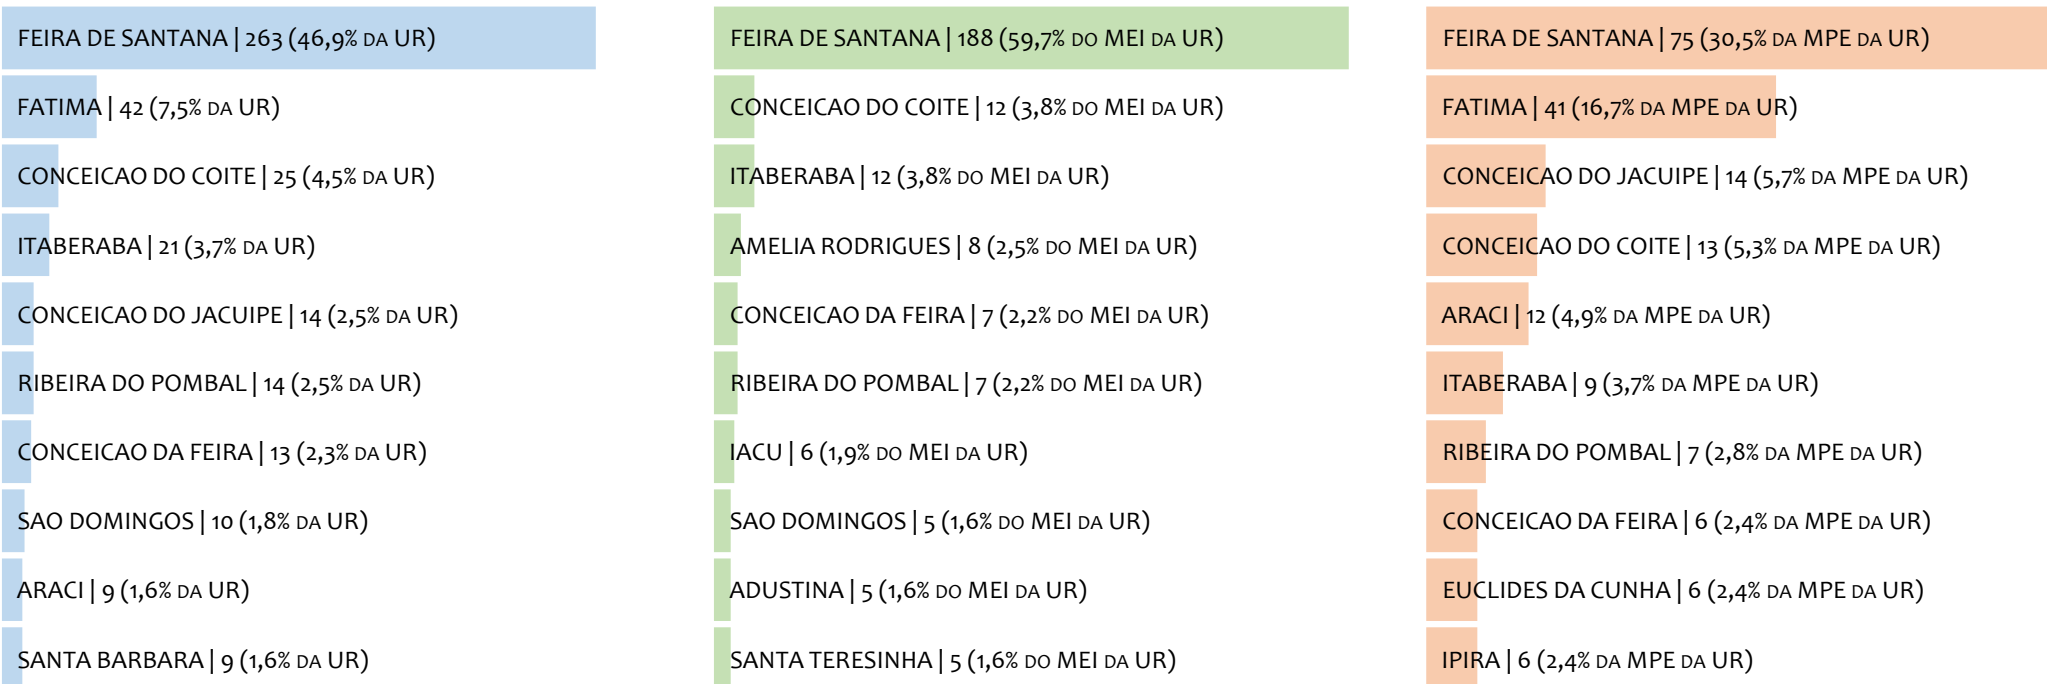 FEIRA DE SANTANA | 263 (46,9% DA UR)
FATIMA | 42 (7,5% DA UR)
CONCEICAO DO COITE | 25 (4,5% DA UR)
ITABERABA | 21 (3,7% DA UR)
CONCEICAO DO JACUIPE | 14 (2,5% DA UR)
RIBEIRA DO POMBAL | 14 (2,5% DA UR)
CONCEICAO DA FEIRA | 13 (2,3% DA UR)
SAO DOMINGOS | 10 (1,8% DA UR)
ARACI | 9 (1,6% DA UR)
SANTA BARBARA | 9 (1,6% DA UR)
FEIRA DE SANTANA | 188 (59,7% DO MEI DA UR)
CONCEICAO DO COITE | 12 (3,8% DO MEI DA UR)
ITABERABA | 12 (3,8% DO MEI DA UR)
AMELIA RODRIGUES | 8 (2,5% DO MEI DA UR)
CONCEICAO DA FEIRA | 7 (2,2% DO MEI DA UR)
RIBEIRA DO POMBAL | 7 (2,2% DO MEI DA UR)
IACU | 6 (1,9% DO MEI DA UR)
SAO DOMINGOS | 5 (1,6% DO MEI DA UR)
ADUSTINA | 5 (1,6% DO MEI DA UR)
SANTA TERESINHA | 5 (1,6% DO MEI DA UR)
FEIRA DE SANTANA | 75 (30,5% DA MPE DA UR)
FATIMA | 41 (16,7% DA MPE DA UR)
CONCEICAO DO JACUIPE | 14 (5,7% DA MPE DA UR)
CONCEICAO DO COITE | 13 (5,3% DA MPE DA UR)
ARACI | 12 (4,9% DA MPE DA UR)
ITABERABA | 9 (3,7% DA MPE DA UR)
RIBEIRA DO POMBAL | 7 (2,8% DA MPE DA UR)
CONCEICAO DA FEIRA | 6 (2,4% DA MPE DA UR)
EUCLIDES DA CUNHA | 6 (2,4% DA MPE DA UR)
IPIRA | 6 (2,4% DA MPE DA UR)